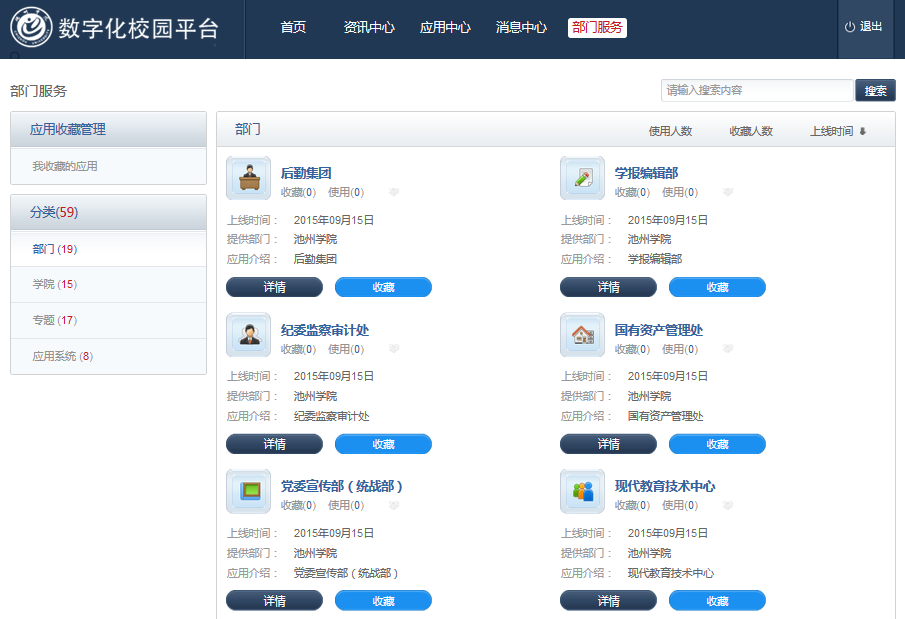 数字化校园平台
首页 资讯中心 应用中心 消息中心 部门服务 退出
部门服务
请输入搜索内容 搜索
应用收藏管理
我收藏的应用
分类(59)
部门 (19)
学院 (15)
专题 (17)
应用系统 (8)
部门 使用人数 收藏人数 上线时间
后勤集团
收藏(0) 使用(0)
上线时间： 2015年09月15日
提供部门： 池州学院
应用介绍： 后勤集团
详情 收藏
学报编辑部
收藏(0) 使用(0)
上线时间： 2015年09月15日
提供部门： 池州学院
应用介绍： 学报编辑部
详情 收藏
纪委监察审计处
收藏(0) 使用(0)
上线时间： 2015年09月15日
提供部门： 池州学院
应用介绍： 纪委监察审计处
详情 收藏
国有资产管理处
收藏(0) 使用(0)
上线时间： 2015年09月15日
提供部门： 池州学院
应用介绍： 国有资产管理处
详情 收藏
党委宣传部（统战部）
收藏(0) 使用(0)
上线时间： 2015年09月15日
提供部门： 池州学院
应用介绍： 党委宣传部（统战部）
详情 收藏
现代教育技术中心
收藏(0) 使用(0)
上线时间： 2015年09月15日
提供部门： 池州学院
应用介绍： 现代教育技术中心
详情 收藏